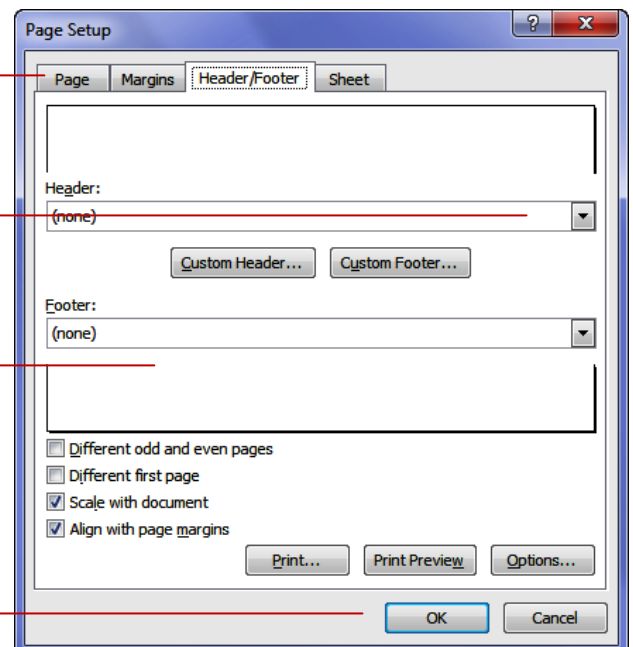 Page Setup ? X
Page Margins Header/Footer Sheet
Header:
(none)
Custom Header... Custom Footer...
Footer:
(none)
Different odd and even pages
Different first page
Scale with document
Align with page margins
Print... Print Preview Options...
OK Cancel